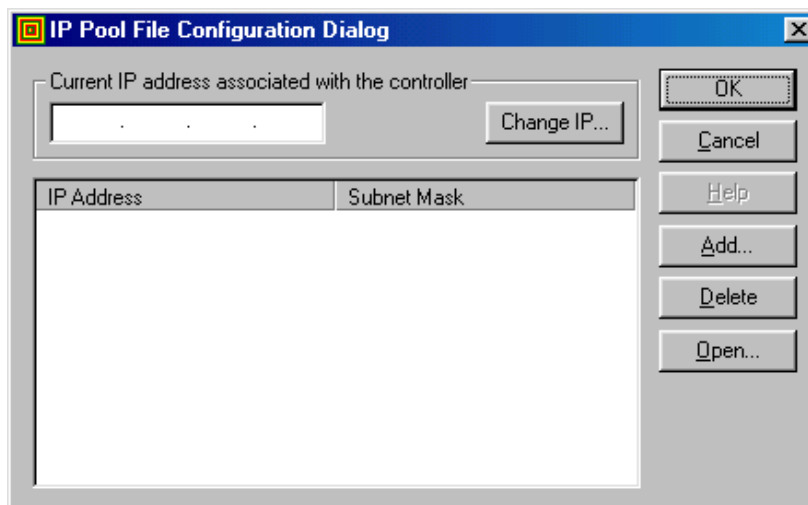 IP Pool File Configuration Dialog
Current IP address associated with the controller
. . .
Change IP...
OK
Cancel
Help
Add...
Delete
Open...
IP Address Subnet Mask